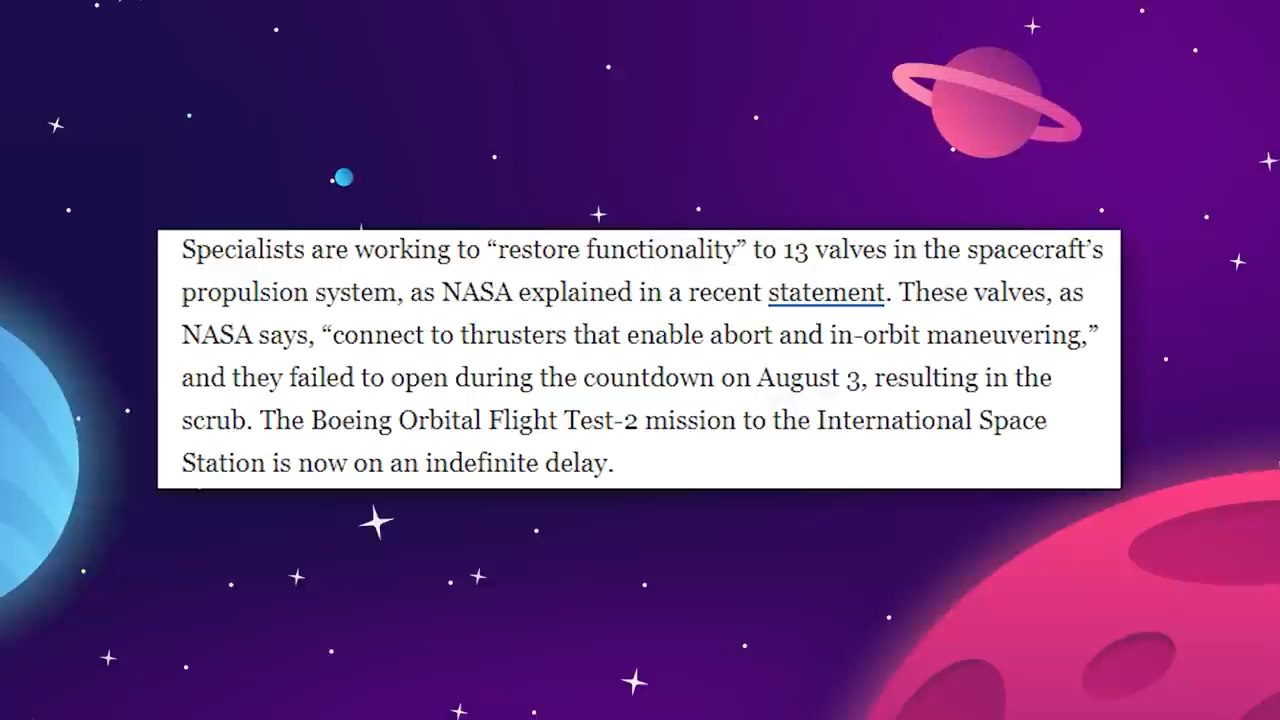 Specialists are working to “restore functionality” to 13 valves in the spacecraft’s
propulsion system, as NASA explained in a recent statement. These valves, as
NASA says, “connect to thrusters that enable abort and in-orbit maneuvering,”
and they failed to open during the countdown on August 3, resulting in the
scrub. The Boeing Orbital Flight Test-2 mission to the International Space
Station is now on an indefinite delay.